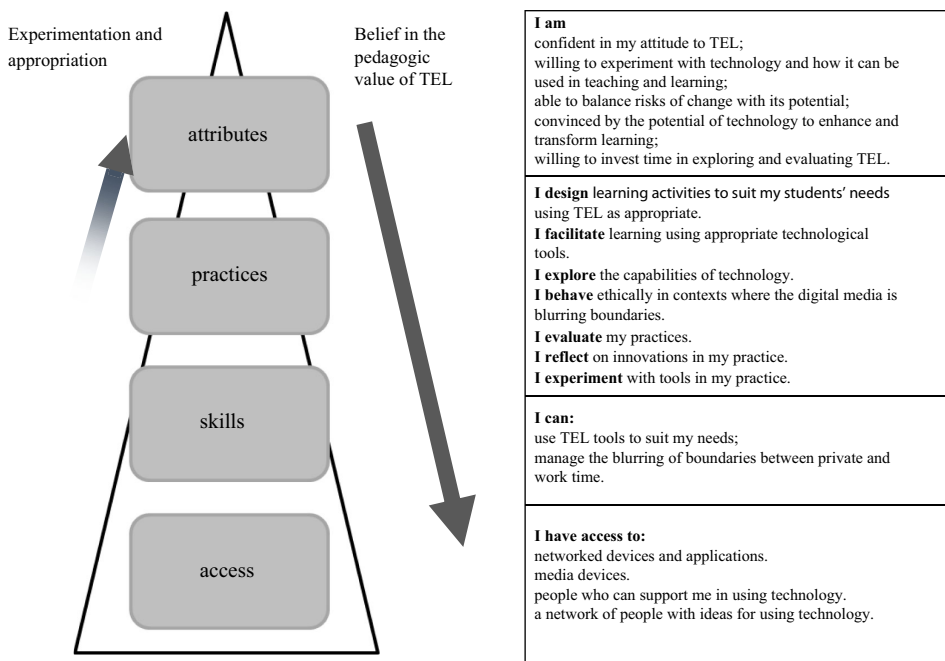 Experimentation and
appropriation
Belief in the
pedagogic
value of TEL
attributes
practices
skills
access
I am
confident in my attitude to TEL;
willing to experiment with technology and how it can be
used in teaching and learning;
able to balance risks of change with its potential;
convinced by the potential of technology to enhance and
transform learning;
willing to invest time in exploring and evaluating TEL.
I design learning activities to suit my students’ needs
using TEL as appropriate.
I facilitate learning using appropriate technological
tools.
I explore the capabilities of technology.
I behave ethically in contexts where the digital media is
blurring boundaries.
I evaluate my practices.
I reflect on innovations in my practice.
I experiment with tools in my practice.
I can:
use TEL tools to suit my needs;
manage the blurring of boundaries between private and
work time.
I have access to:
networked devices and applications.
media devices.
people who can support me in using technology.
a network of people with ideas for using technology.